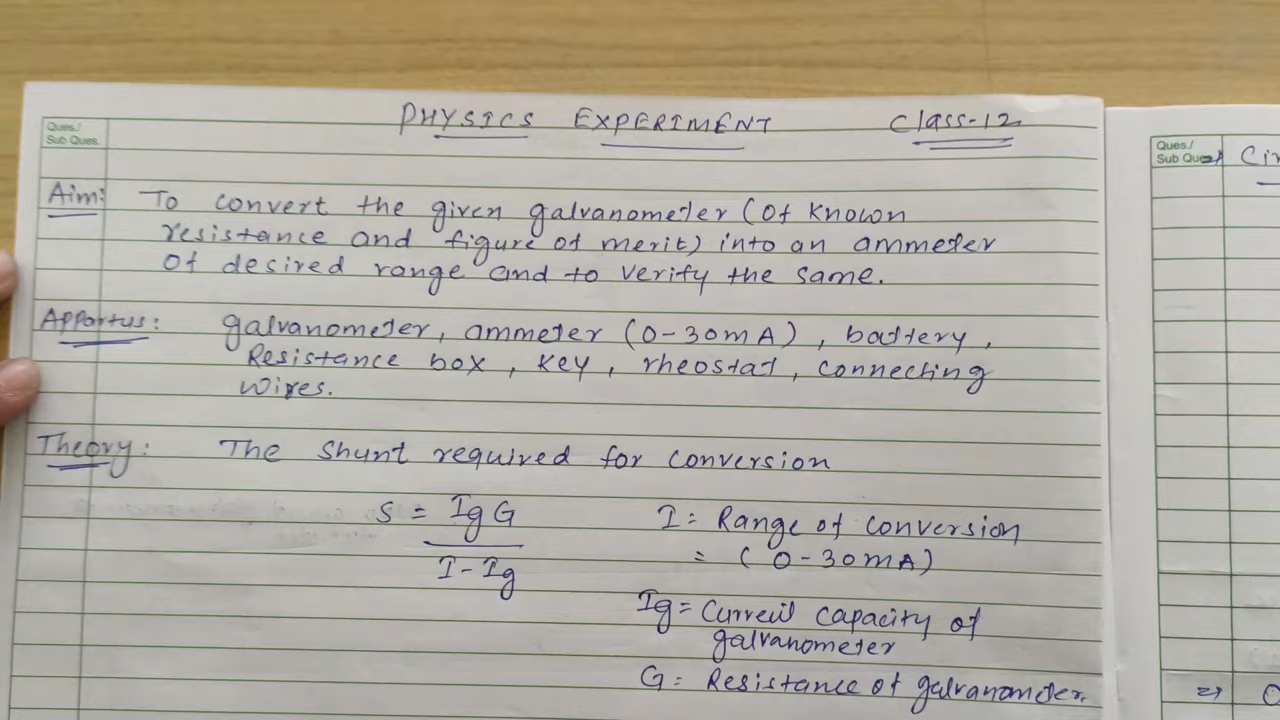 PHYSICS EXPERIMENT Class-12
Ques./
Sub Ques.
Aim: To convert the given galvanometer (of known
resistance and figure of merit) into an ammeter
of desired range and to verify the same.
Appartus: galvanometer, ammeter (0-30mA), battery,
Resistance box, key, rheostat, connecting
wires.
Theory: The shunt required for conversion
S = Ig G / I - Ig
I = Range of conversion
= (0-30mA)
Ig = Current capacity of
galvanometer
G = Resistance of galvanometer.
Ques./
Sub Ques
⇒ Cir
⇒ O